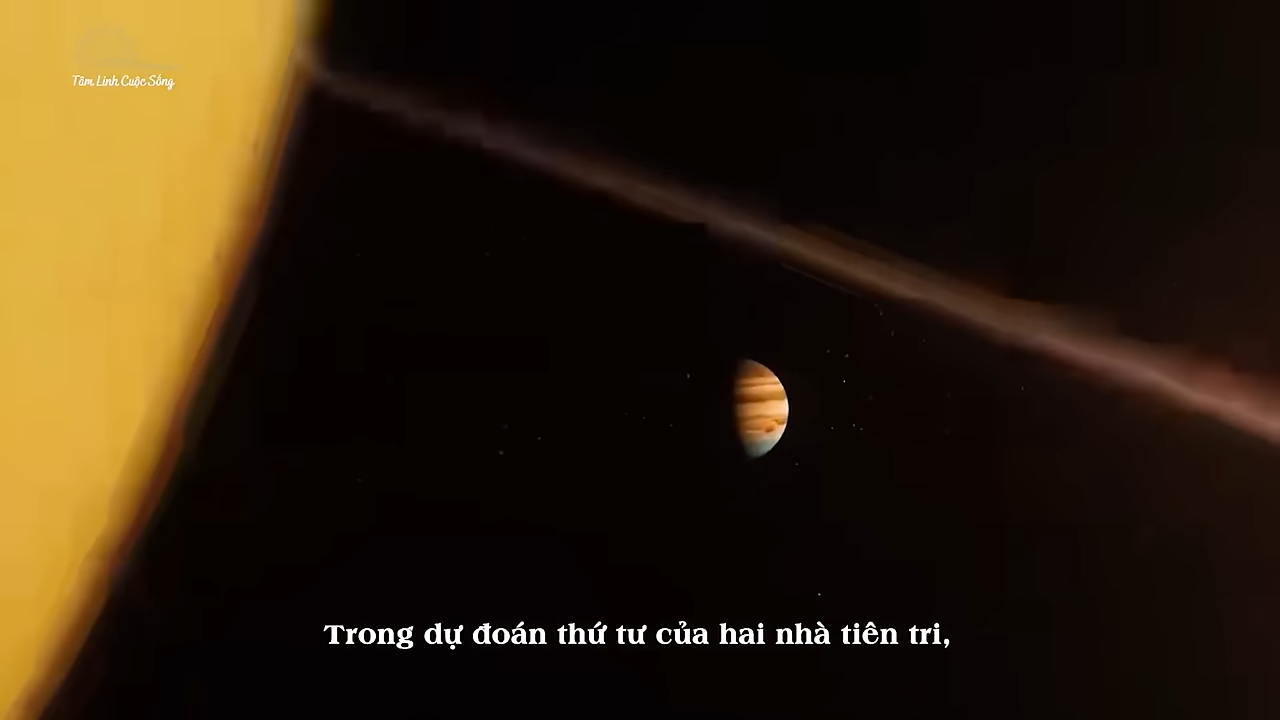 Tâm Linh Cuộc Sống
Trong dự đoán thứ tư của hai nhà tiên tri,